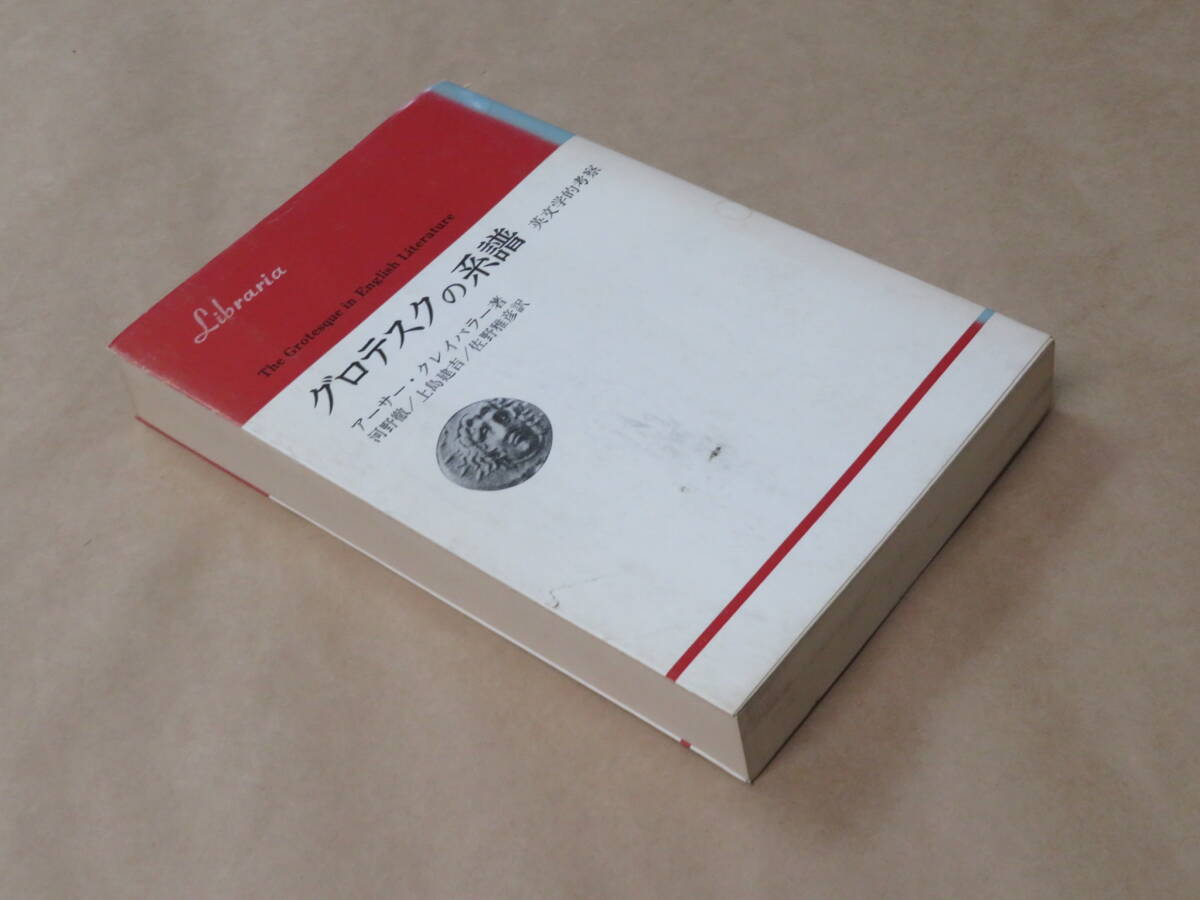 Libraria
The Grotesque in English Literature
グロテスクの系譜 英文学的考察
アーサー・クレイバラー著
河野徹／上島建吉／佐野雅彦訳